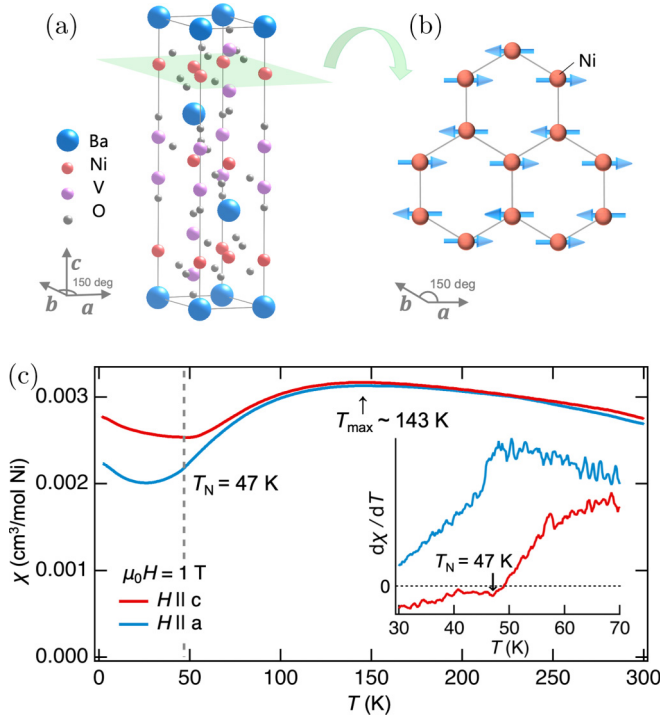 (a)
(b)
Ni
Ba
Ni
V
O
c
150 deg
b
a
150 deg
b
a
(c)
0.003
0.002
0.001
0.000
χ (cm³/mol Ni)
T_max ~ 143 K
T_N = 47 K
μ₀H = 1 T
H || c
H || a
dχ / dT
0
T_N = 47 K
30
40
50
60
70
T (K)
0
50
100
150
200
250
300
T (K)